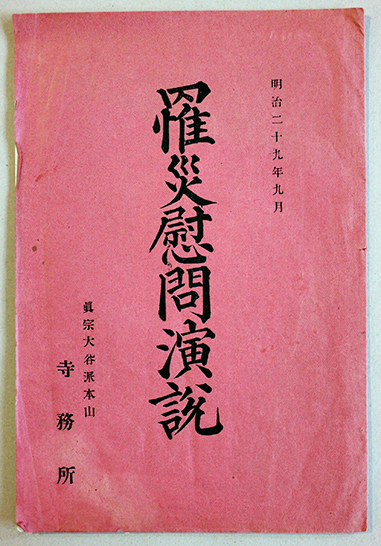 明治二十九年九月
罹災慰問演説
眞宗大谷派本山
寺務所